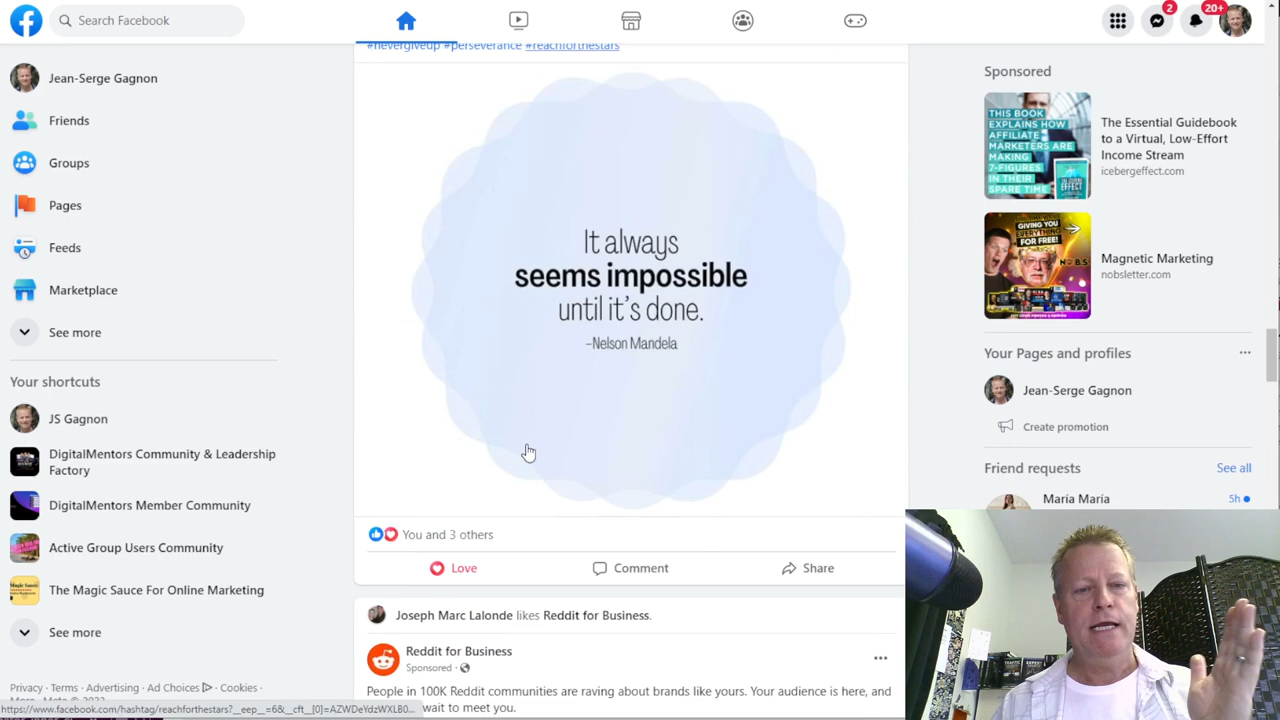 Search Facebook
2
20+
Jean-Serge Gagnon
Friends
Groups
Pages
Feeds
Marketplace
See more
Your shortcuts
JS Gagnon
DigitalMentors Community & Leadership
Factory
DigitalMentors Member Community
Active Group Users Community
The Magic Sauce For Online Marketing
See more
Privacy · Terms · Advertising · Ad Choices · Cookies ·
https://www.facebook.com/hashtag/reachforthestars?__eep__=6&__cft__[0]=AZWDeYdzWXLB0...
#nevergiveup #perseverance #reachforthestars
It always
seems impossible
until it's done.
–Nelson Mandela
You and 3 others
Love
Comment
Share
Joseph Marc Lalonde likes Reddit for Business.
Reddit for Business
Sponsored ·
People in 100K Reddit communities are raving about brands like yours. Your audience is here, and
wait to meet you.
Sponsored
THIS BOOK
EXPLAINS HOW
AFFILIATE
MARKETERS ARE
MAKING
7-FIGURES
IN THEIR
SPARE TIME
The Essential Guidebook
to a Virtual, Low-Effort
Income Stream
icebergeffect.com
GIVING YOU
EVERYTHING
FOR FREE!
Magnetic Marketing
nobsletter.com
Your Pages and profiles
Jean-Serge Gagnon
Create promotion
Friend requests
See all
Maria Maria
5h